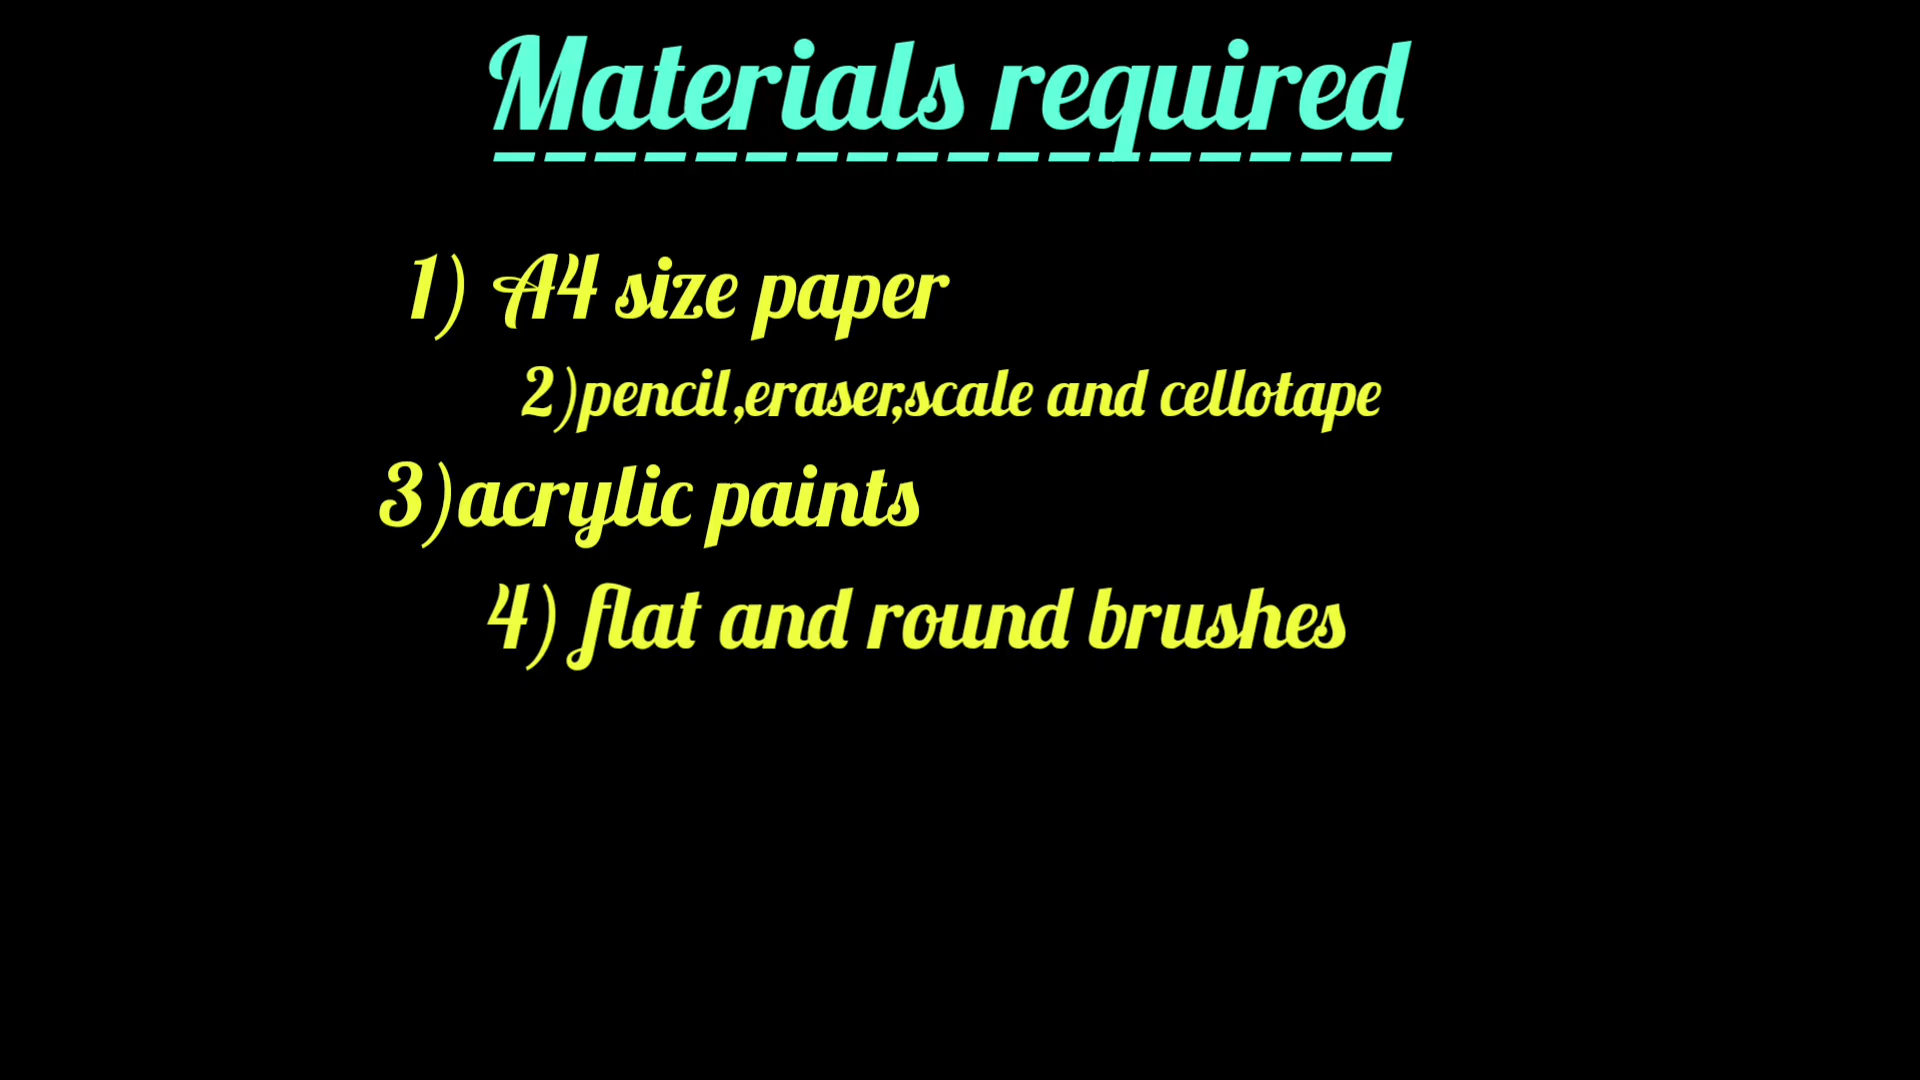 Materials required
1) A4 size paper
2)pencil,eraser,scale and cellotape
3)acrylic paints
4) flat and round brushes